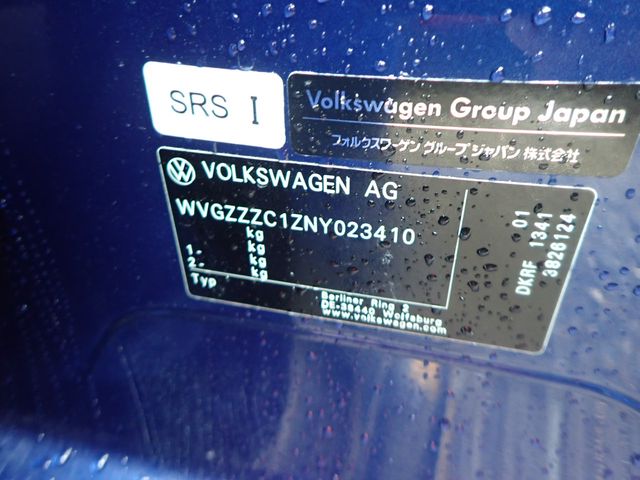 SRS I
Volkswagen Group Japan
フォルクスワーゲン グループ ジャパン 株式会社
VOLKSWAGEN AG
WVGZZZC1ZNY023410
kg
kg
1- kg
2- kg
Typ
Berliner Ring 2
DE-38440 Wolfsburg
www.volkswagen.com
01
DKRF 1341
3826124